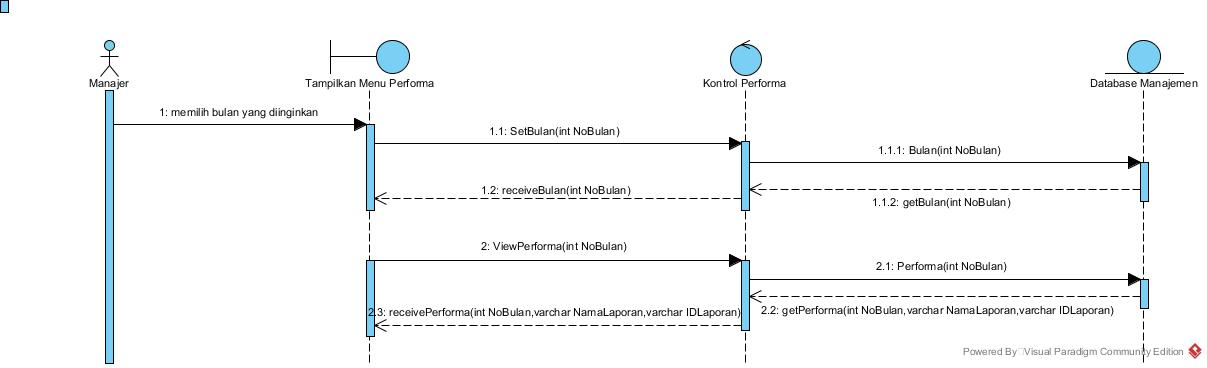 Manajer
Tampilkan Menu Performa
Kontrol Performa
Database Manajemen
1: memilih bulan yang diinginkan
1.1: SetBulan(int NoBulan)
1.1.1: Bulan(int NoBulan)
1.2: receiveBulan(int NoBulan)
1.1.2: getBulan(int NoBulan)
2: ViewPerforma(int NoBulan)
2.1: Performa(int NoBulan)
2.3: receivePerforma(int NoBulan,varchar NamaLaporan,varchar IDLaporan)
2.2: getPerforma(int NoBulan,varchar NamaLaporan,varchar IDLaporan)
Powered By Visual Paradigm Community Edition